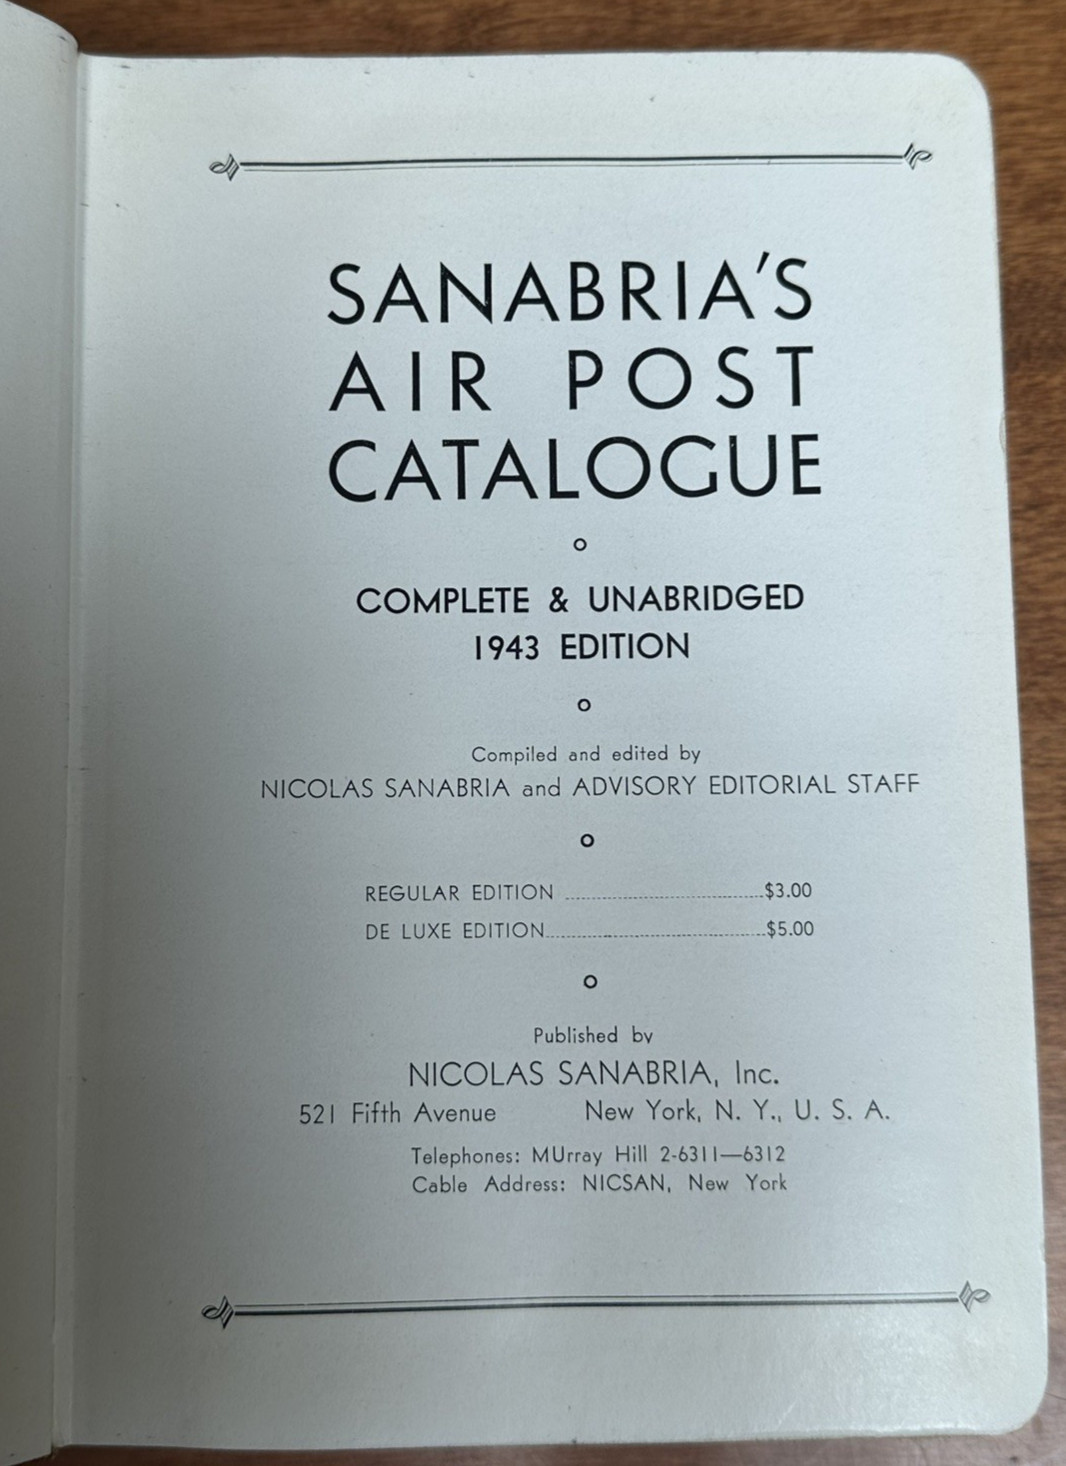 SANABRIA'S
AIR POST
CATALOGUE
COMPLETE & UNABRIDGED
1943 EDITION
Compiled and edited by
NICOLAS SANABRIA and ADVISORY EDITORIAL STAFF
REGULAR EDITION ........................................$3.00
DE LUXE EDITION............................................$5.00
Published by
NICOLAS SANABRIA, Inc.
521 Fifth Avenue New York, N. Y., U. S. A.
Telephones: MUrray Hill 2-6311—6312
Cable Address: NICSAN, New York